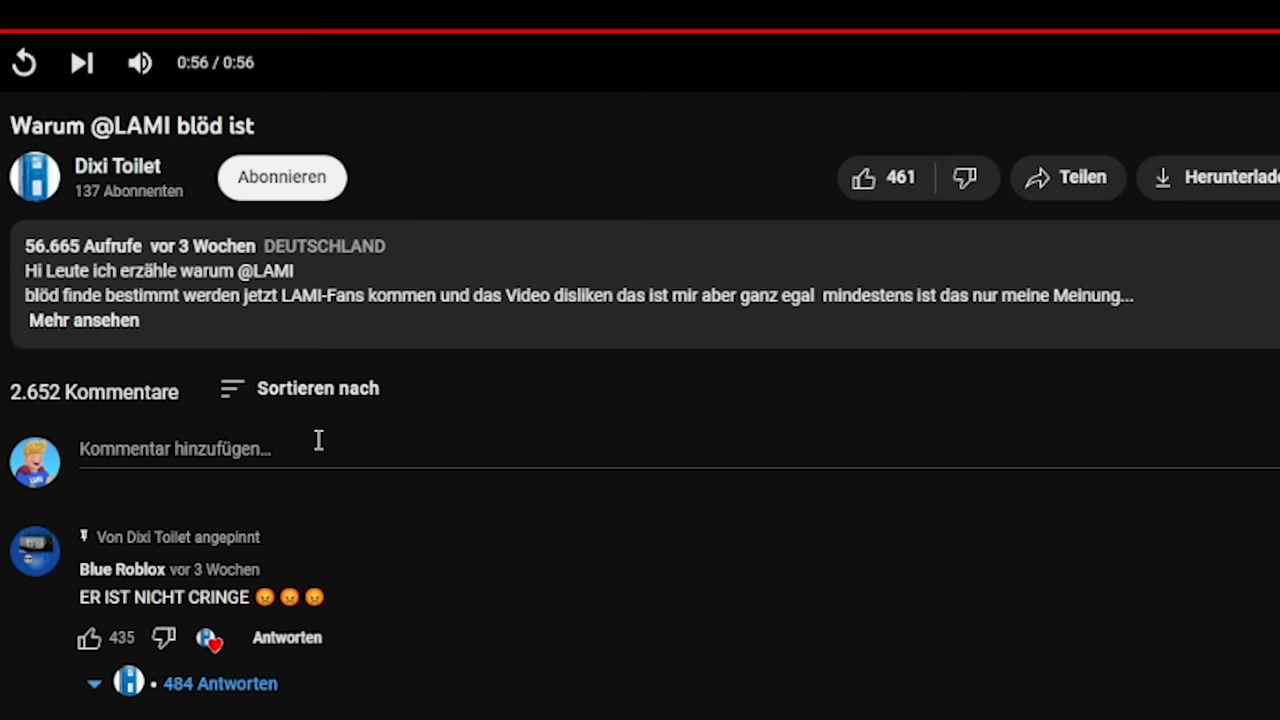 0:56 / 0:56
Warum @LAMI blöd ist
Dixi Toilet
137 Abonnenten
Abonnieren
461
Teilen
Herunterlade
56.665 Aufrufe vor 3 Wochen DEUTSCHLAND
Hi Leute ich erzähle warum @LAMI
blöd finde bestimmt werden jetzt LAMI-Fans kommen und das Video disliken das ist mir aber ganz egal mindestens ist das nur meine Meinung...
Mehr ansehen
2.652 Kommentare
Sortieren nach
Kommentar hinzufügen...
Von Dixi Toilet angepinnt
Blue Roblox vor 3 Wochen
ER IST NICHT CRINGE 😡 😡 😡
435
Antworten
• 484 Antworten